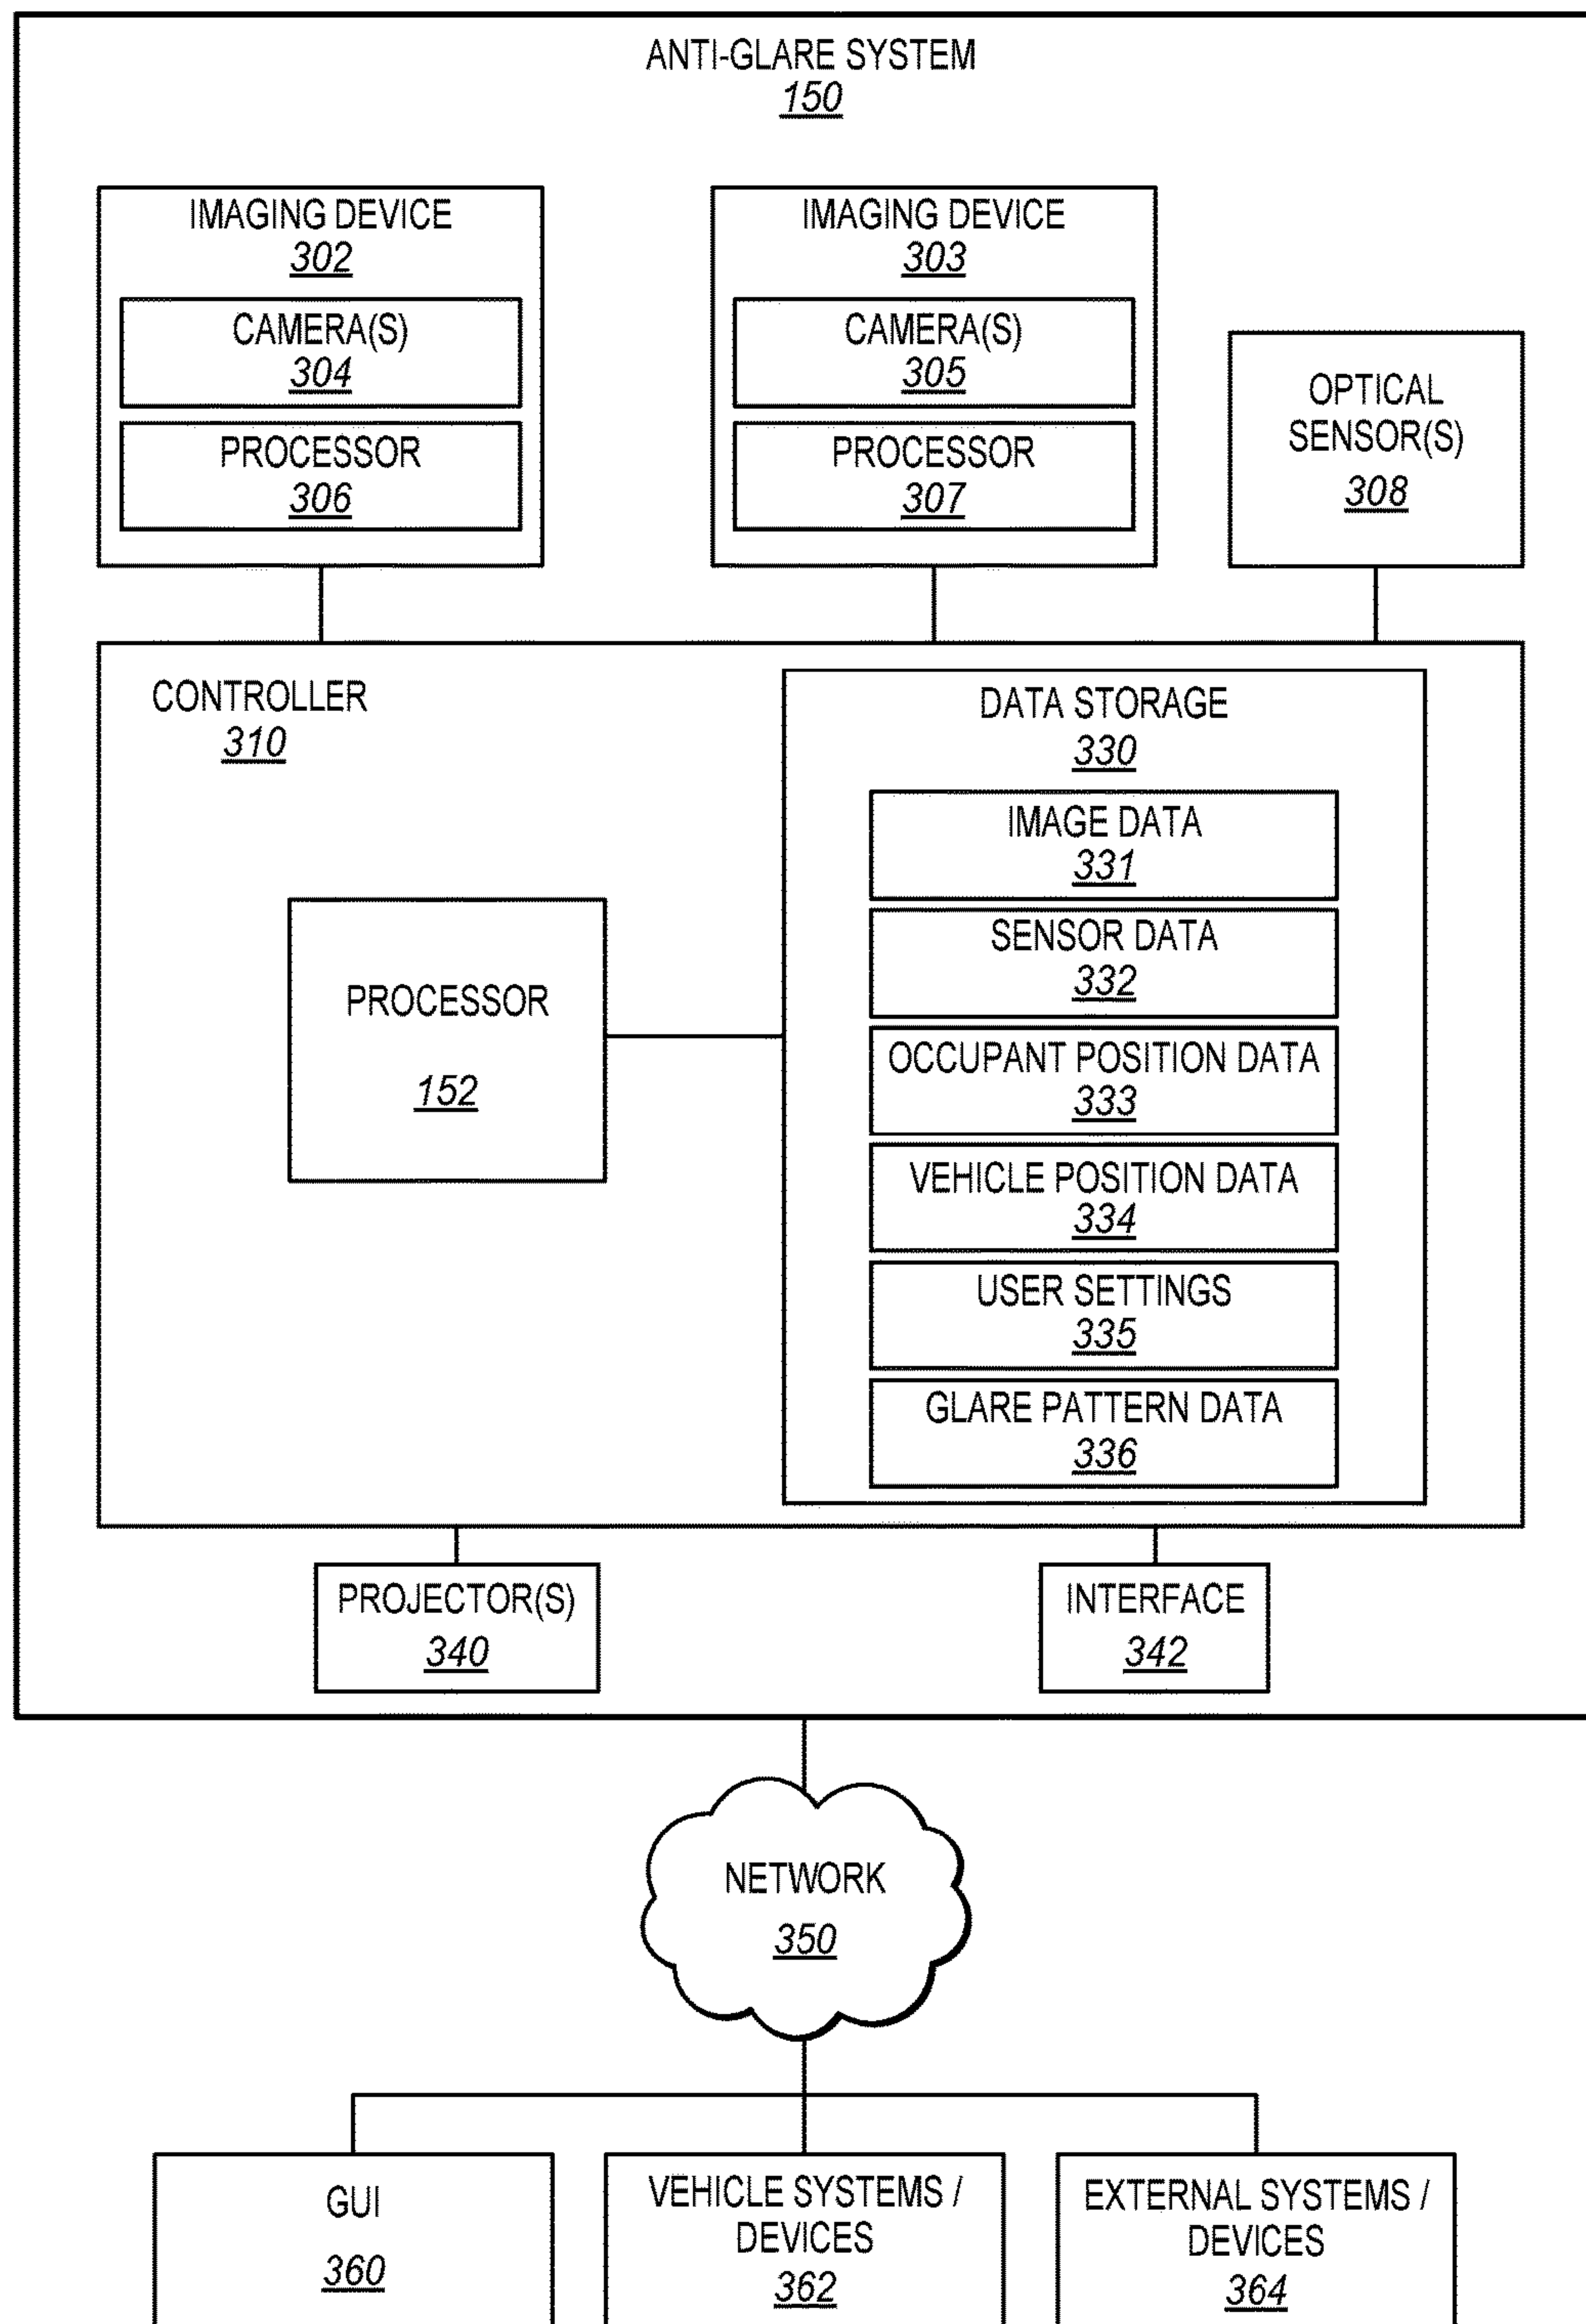 ANTI-GLARE SYSTEM
150
IMAGING DEVICE
302
CAMERA(S)
304
PROCESSOR
306
IMAGING DEVICE
303
CAMERA(S)
305
PROCESSOR
307
OPTICAL
SENSOR(S)
308
CONTROLLER
310
PROCESSOR
152
DATA STORAGE
330
IMAGE DATA
331
SENSOR DATA
332
OCCUPANT POSITION DATA
333
VEHICLE POSITION DATA
334
USER SETTINGS
335
GLARE PATTERN DATA
336
PROJECTOR(S)
340
INTERFACE
342
NETWORK
350
GUI
360
VEHICLE SYSTEMS /
DEVICES
362
EXTERNAL SYSTEMS /
DEVICES
364